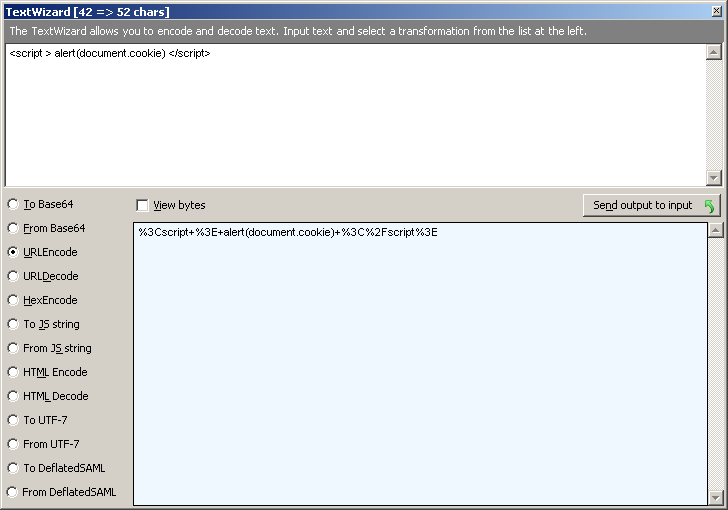 TextWizard [42 => 52 chars]
The TextWizard allows you to encode and decode text. Input text and select a transformation from the list at the left.
<script > alert(document.cookie) </script>
To Base64
View bytes
Send output to input
From Base64
%3Cscript+%3E+alert(document.cookie)+%3C%2Fscript%3E
URLEncode
URLDecode
HexEncode
To JS string
From JS string
HTML Encode
HTML Decode
To UTF-7
From UTF-7
To DeflatedSAML
From DeflatedSAML